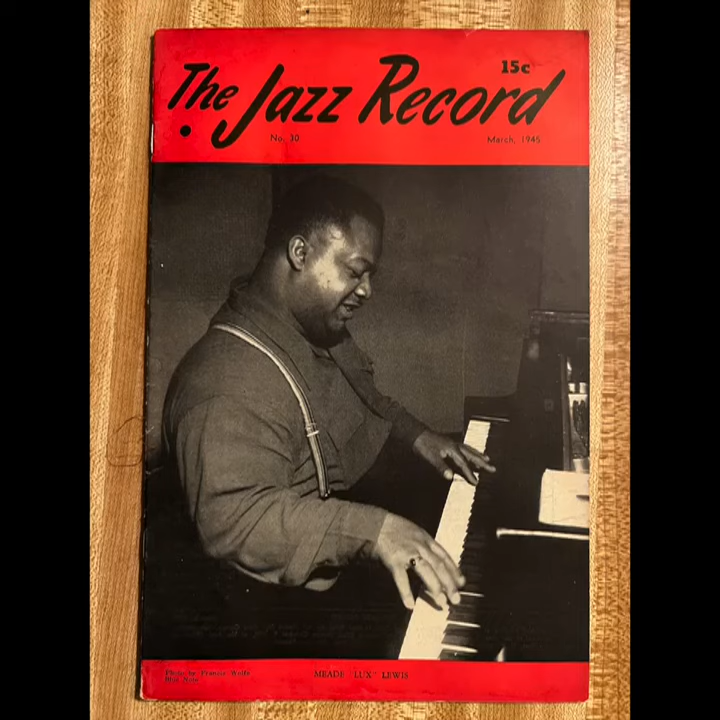 15c
The Jazz Record
No. 30 March, 1945
Photo by Francis Wolff
Blue Note
MEADE "LUX" LEWIS